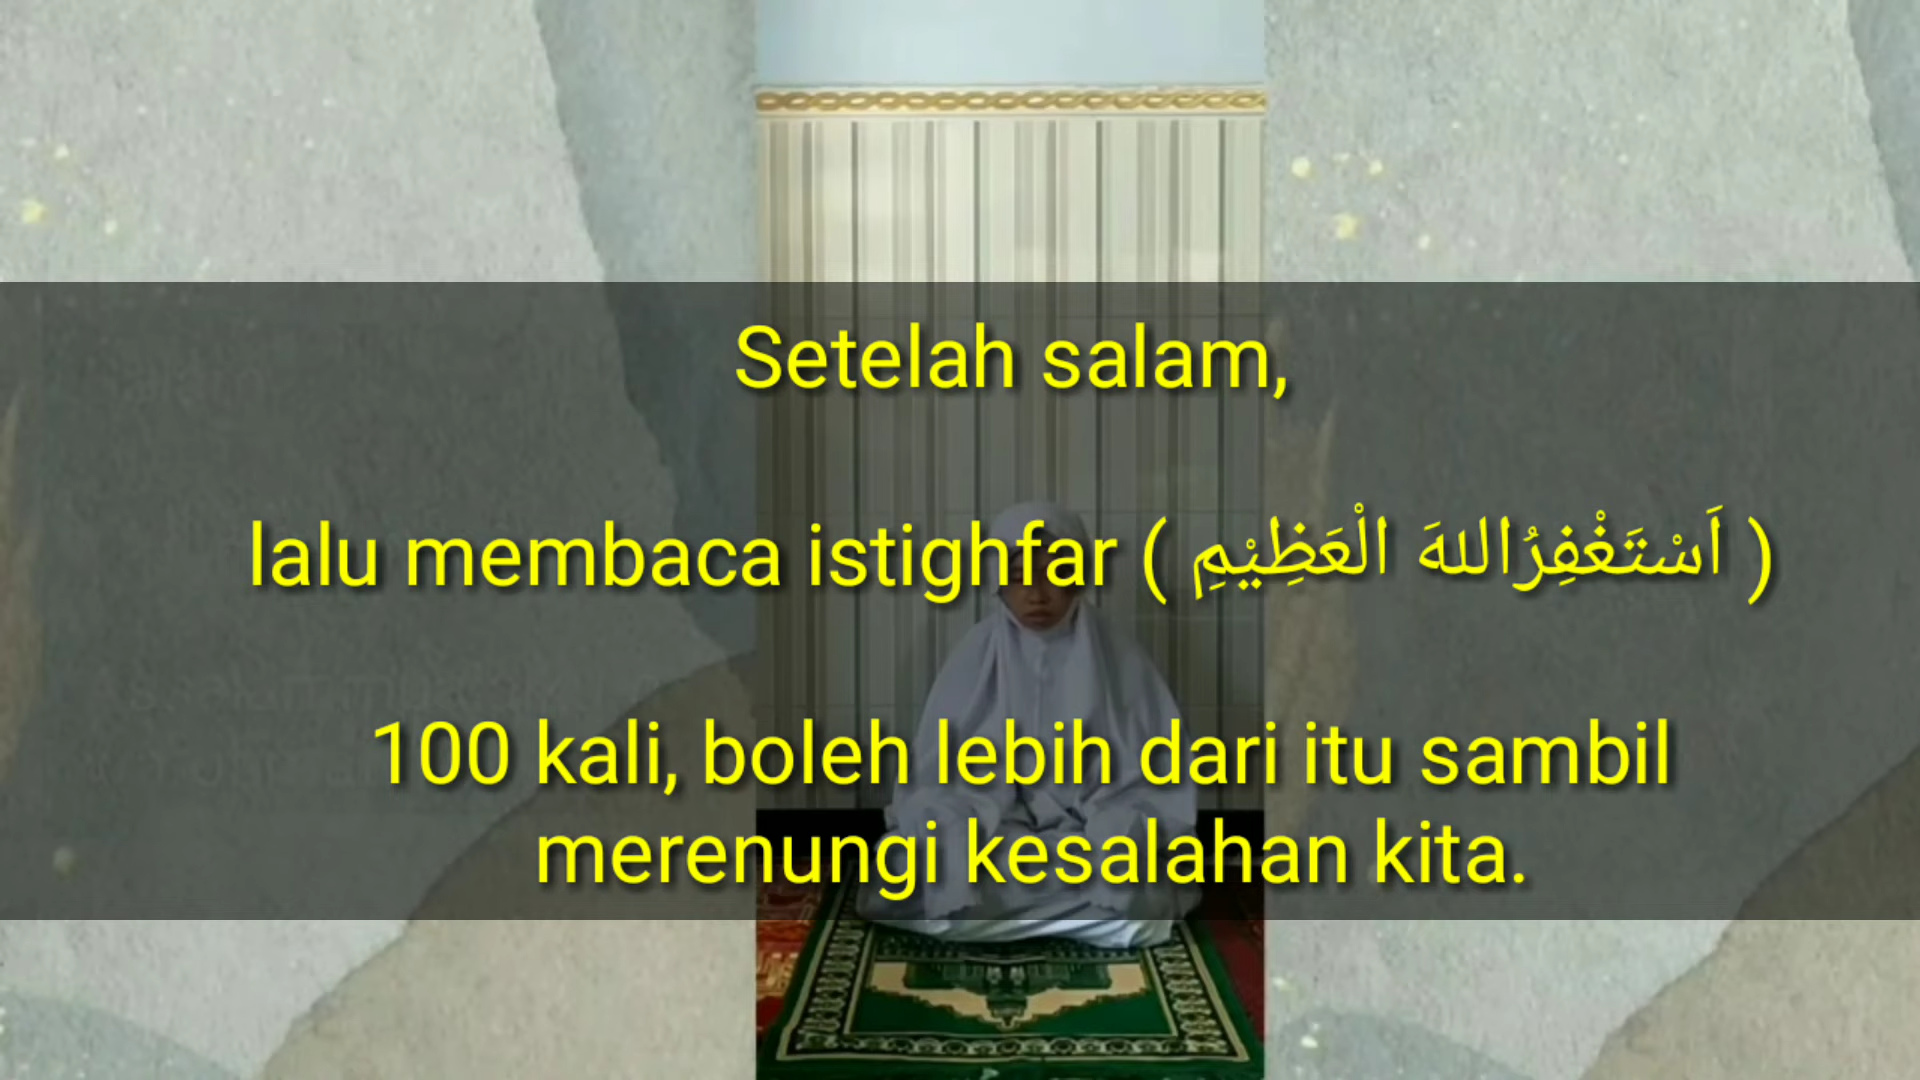 Setelah salam,
lalu membaca istighfar ( اَسْتَغْفِرُاللهَ الْعَظِيْمِ )
100 kali, boleh lebih dari itu sambil
merenungi kesalahan kita.